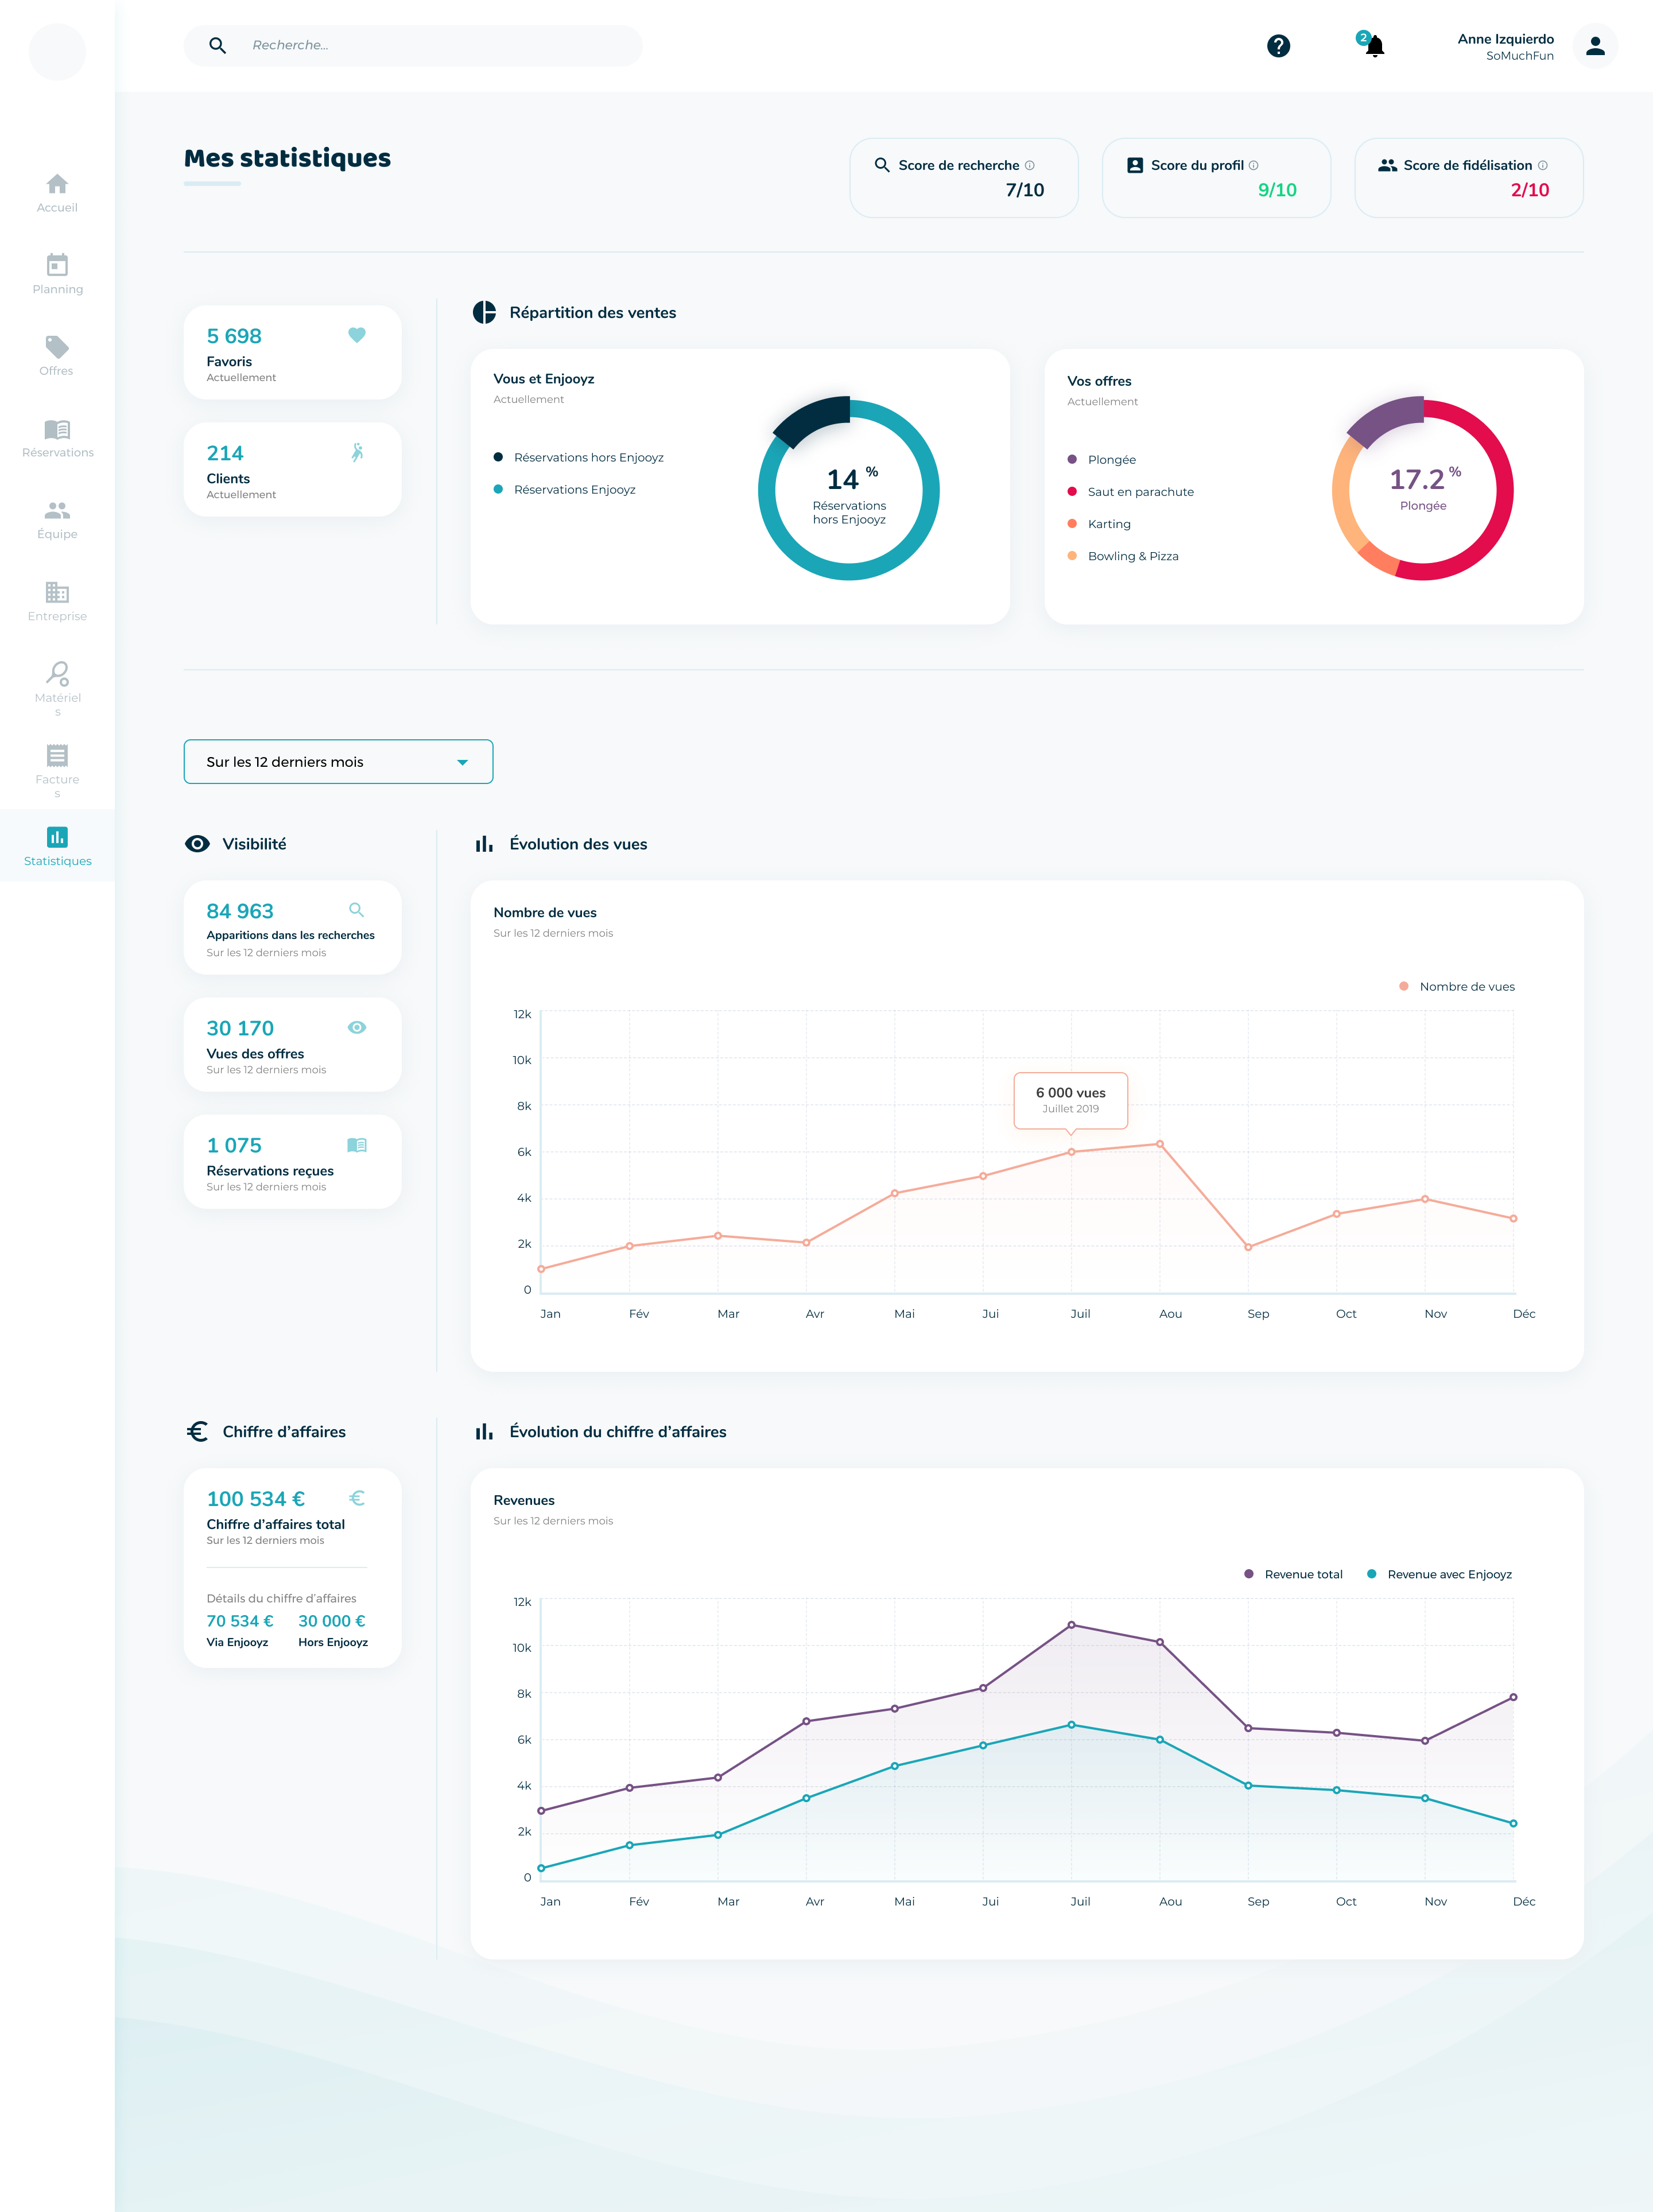 Recherche...
2
Anne Izquierdo
SoMuchFun
Accueil
Planning
Offres
Réservations
Équipe
Entreprise
Matériel
s
Facture
s
Statistiques
Mes statistiques
Score de recherche
7/10
Score du profil
9/10
Score de fidélisation
2/10
5 698
Favoris
Actuellement
214
Clients
Actuellement
Répartition des ventes
Vous et Enjooyz
Actuellement
Réservations hors Enjooyz
Réservations Enjooyz
14 %
Réservations
hors Enjooyz
Vos offres
Actuellement
Plongée
Saut en parachute
Karting
Bowling & Pizza
17.2 %
Plongée
Sur les 12 derniers mois
Visibilité
84 963
Apparitions dans les recherches
Sur les 12 derniers mois
30 170
Vues des offres
Sur les 12 derniers mois
1 075
Réservations reçues
Sur les 12 derniers mois
Évolution des vues
Nombre de vues
Sur les 12 derniers mois
Nombre de vues
12k
10k
8k
6k
4k
2k
0
6 000 vues
Juillet 2019
Jan Fév Mar Avr Mai Jui Juil Aou Sep Oct Nov Déc
Chiffre d’affaires
100 534 €
Chiffre d’affaires total
Sur les 12 derniers mois
Détails du chiffre d’affaires
70 534 € 30 000 €
Via Enjooyz Hors Enjooyz
Évolution du chiffre d’affaires
Revenues
Sur les 12 derniers mois
Revenue total Revenue avec Enjooyz
12k
10k
8k
6k
4k
2k
0
Jan Fév Mar Avr Mai Jui Juil Aou Sep Oct Nov Déc